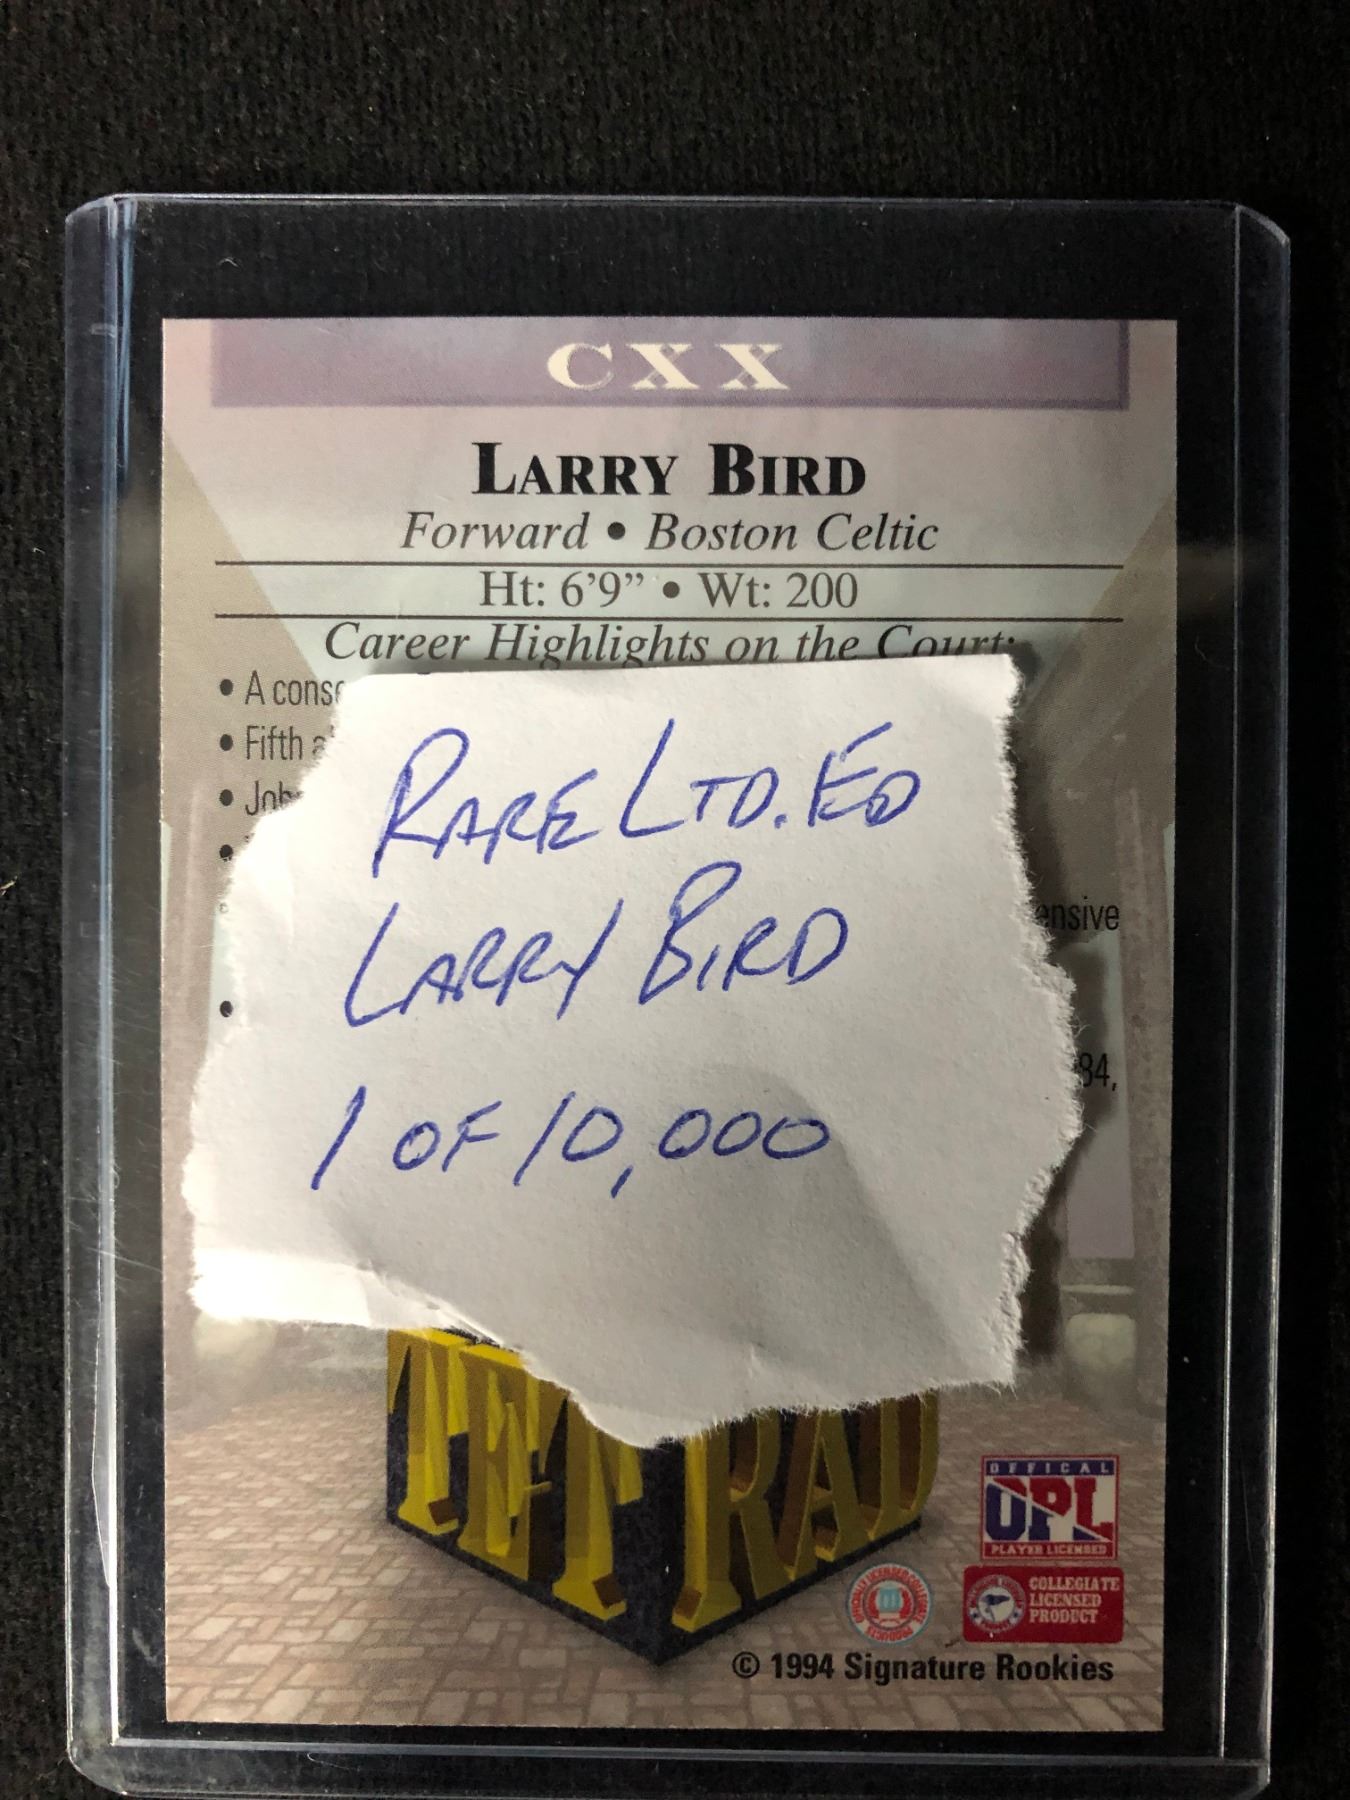 CXX
LARRY BIRD
Forward • Boston Celtic
Ht: 6'9" • Wt: 200
Career Highlights on the Court:
• A conse
• Fifth a
• Joh
•
ensive
•
84,
RARE LTD. ED
LARRY BIRD
1 OF 10,000
TETRAD
OFFICAL
OPL
PLAYER LICENSED
COLLEGIATE
LICENSED
PRODUCT
© 1994 Signature Rookies